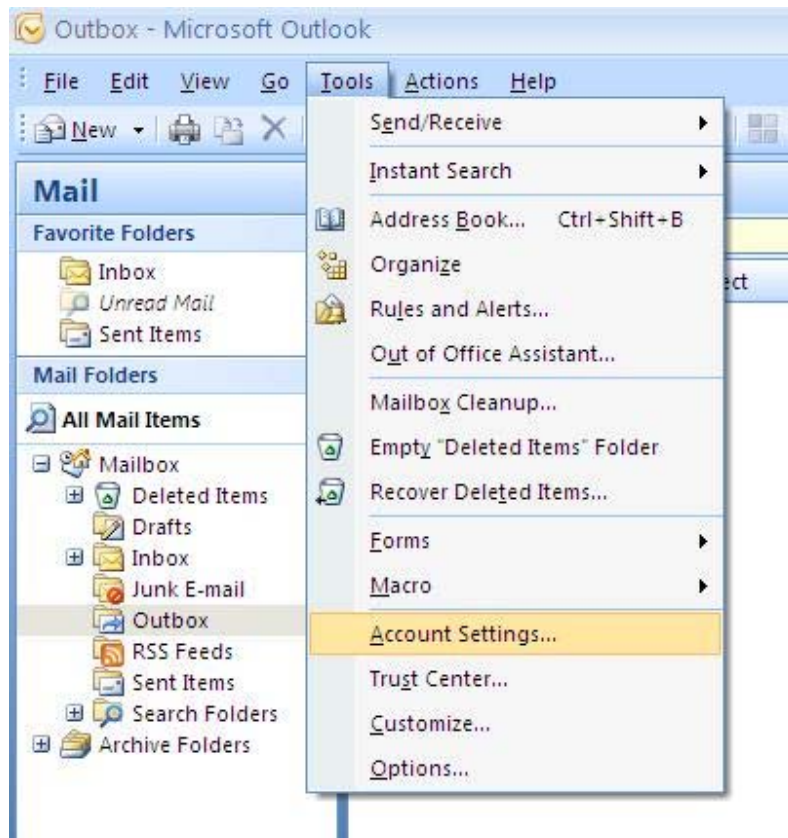 Outbox - Microsoft Outlook
File Edit View Go Tools Actions Help
New
Send/Receive
Instant Search
Address Book... Ctrl+Shift+B
Organize
Rules and Alerts...
Out of Office Assistant...
Mailbox Cleanup...
Empty "Deleted Items" Folder
Recover Deleted Items...
Forms
Macro
Account Settings...
Trust Center...
Customize...
Options...
Mail
Favorite Folders
Inbox
Unread Mail
Sent Items
Mail Folders
All Mail Items
Mailbox
Deleted Items
Drafts
Inbox
Junk E-mail
Outbox
RSS Feeds
Sent Items
Search Folders
Archive Folders